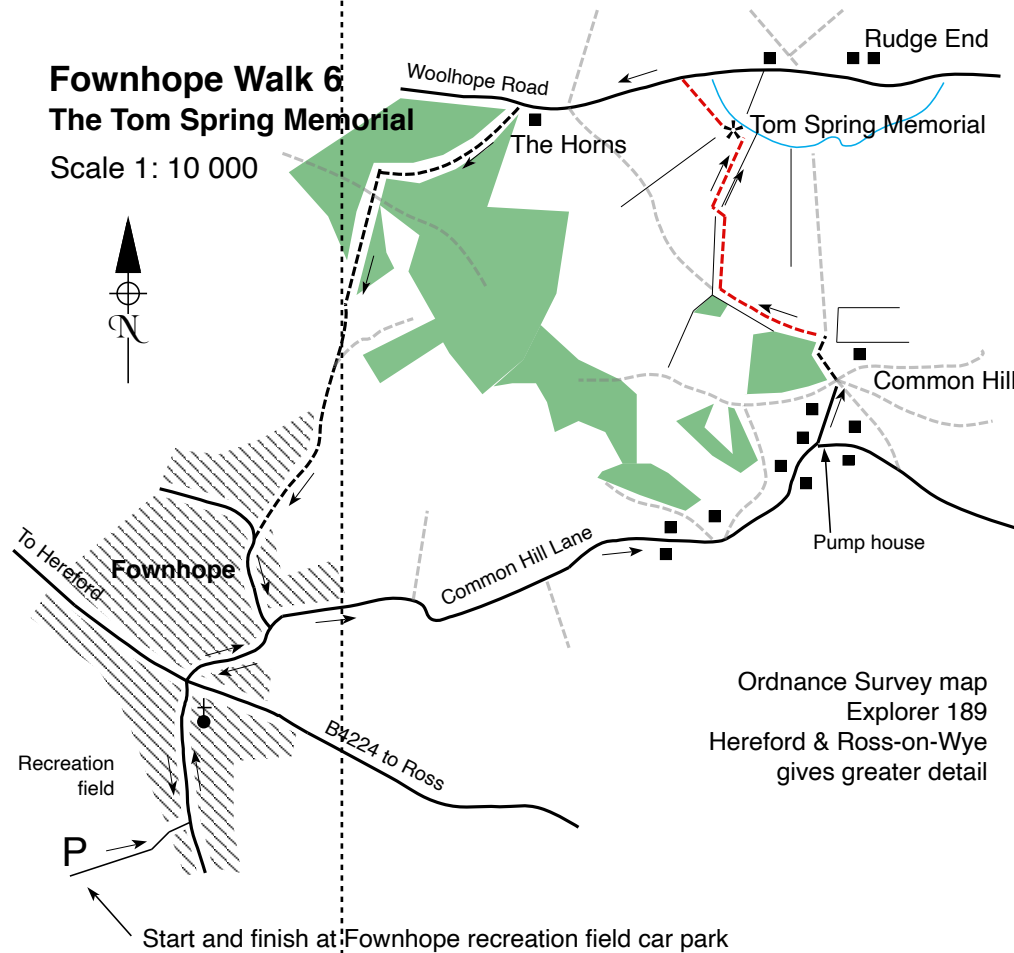 Fownhope Walk 6
The Tom Spring Memorial
Scale 1: 10 000
Woolhope Road
Rudge End
The Horns
Tom Spring Memorial
N
Common Hill
Pump house
Common Hill Lane
To Hereford
Fownhope
B4224 to Ross
Recreation
field
P
Ordnance Survey map
Explorer 189
Hereford & Ross-on-Wye
gives greater detail
Start and finish at Fownhope recreation field car park